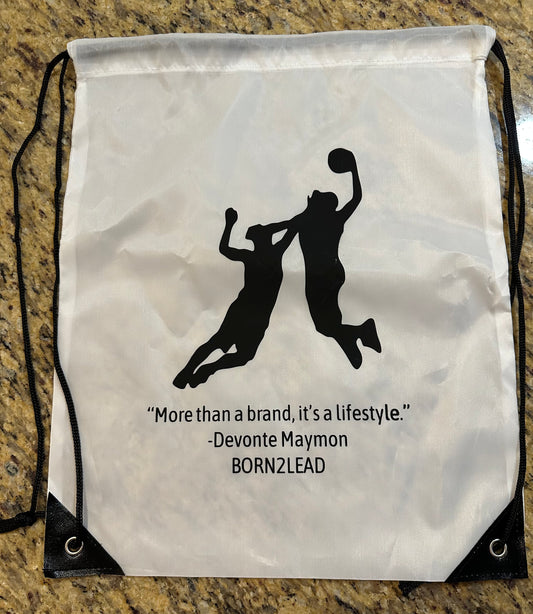 “More than a brand, it’s a lifestyle.”
-Devonte Maymon
BORN2LEAD